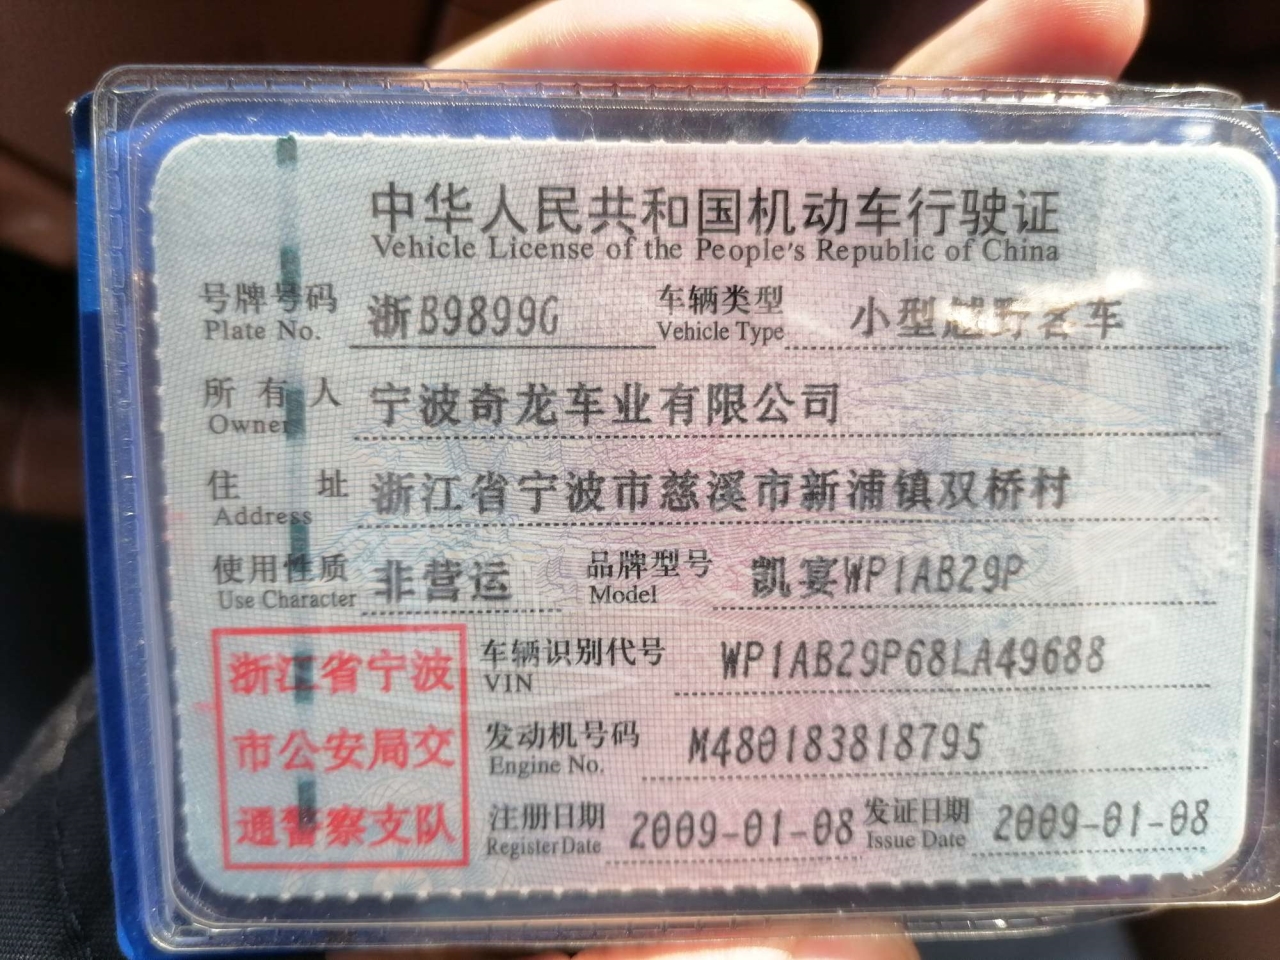 中华人民共和国机动车行驶证
Vehicle License of the People's Republic of China
号牌号码 浙B9899G 车辆类型 小型越野客车
Plate No. Vehicle Type
所有人 宁波奇龙车业有限公司
Owner
住址 浙江省宁波市慈溪市新浦镇双桥村
Address
使用性质 非营运 品牌型号 凯宴WP1AB29P
Use Character Model
浙江省宁波
市公安局交
通警察支队
车辆识别代号 WP1AB29P68LA49688
VIN
发动机号码 M480183818795
Engine No.
注册日期 2009-01-08 发证日期 2009-01-08
Register Date Issue Date